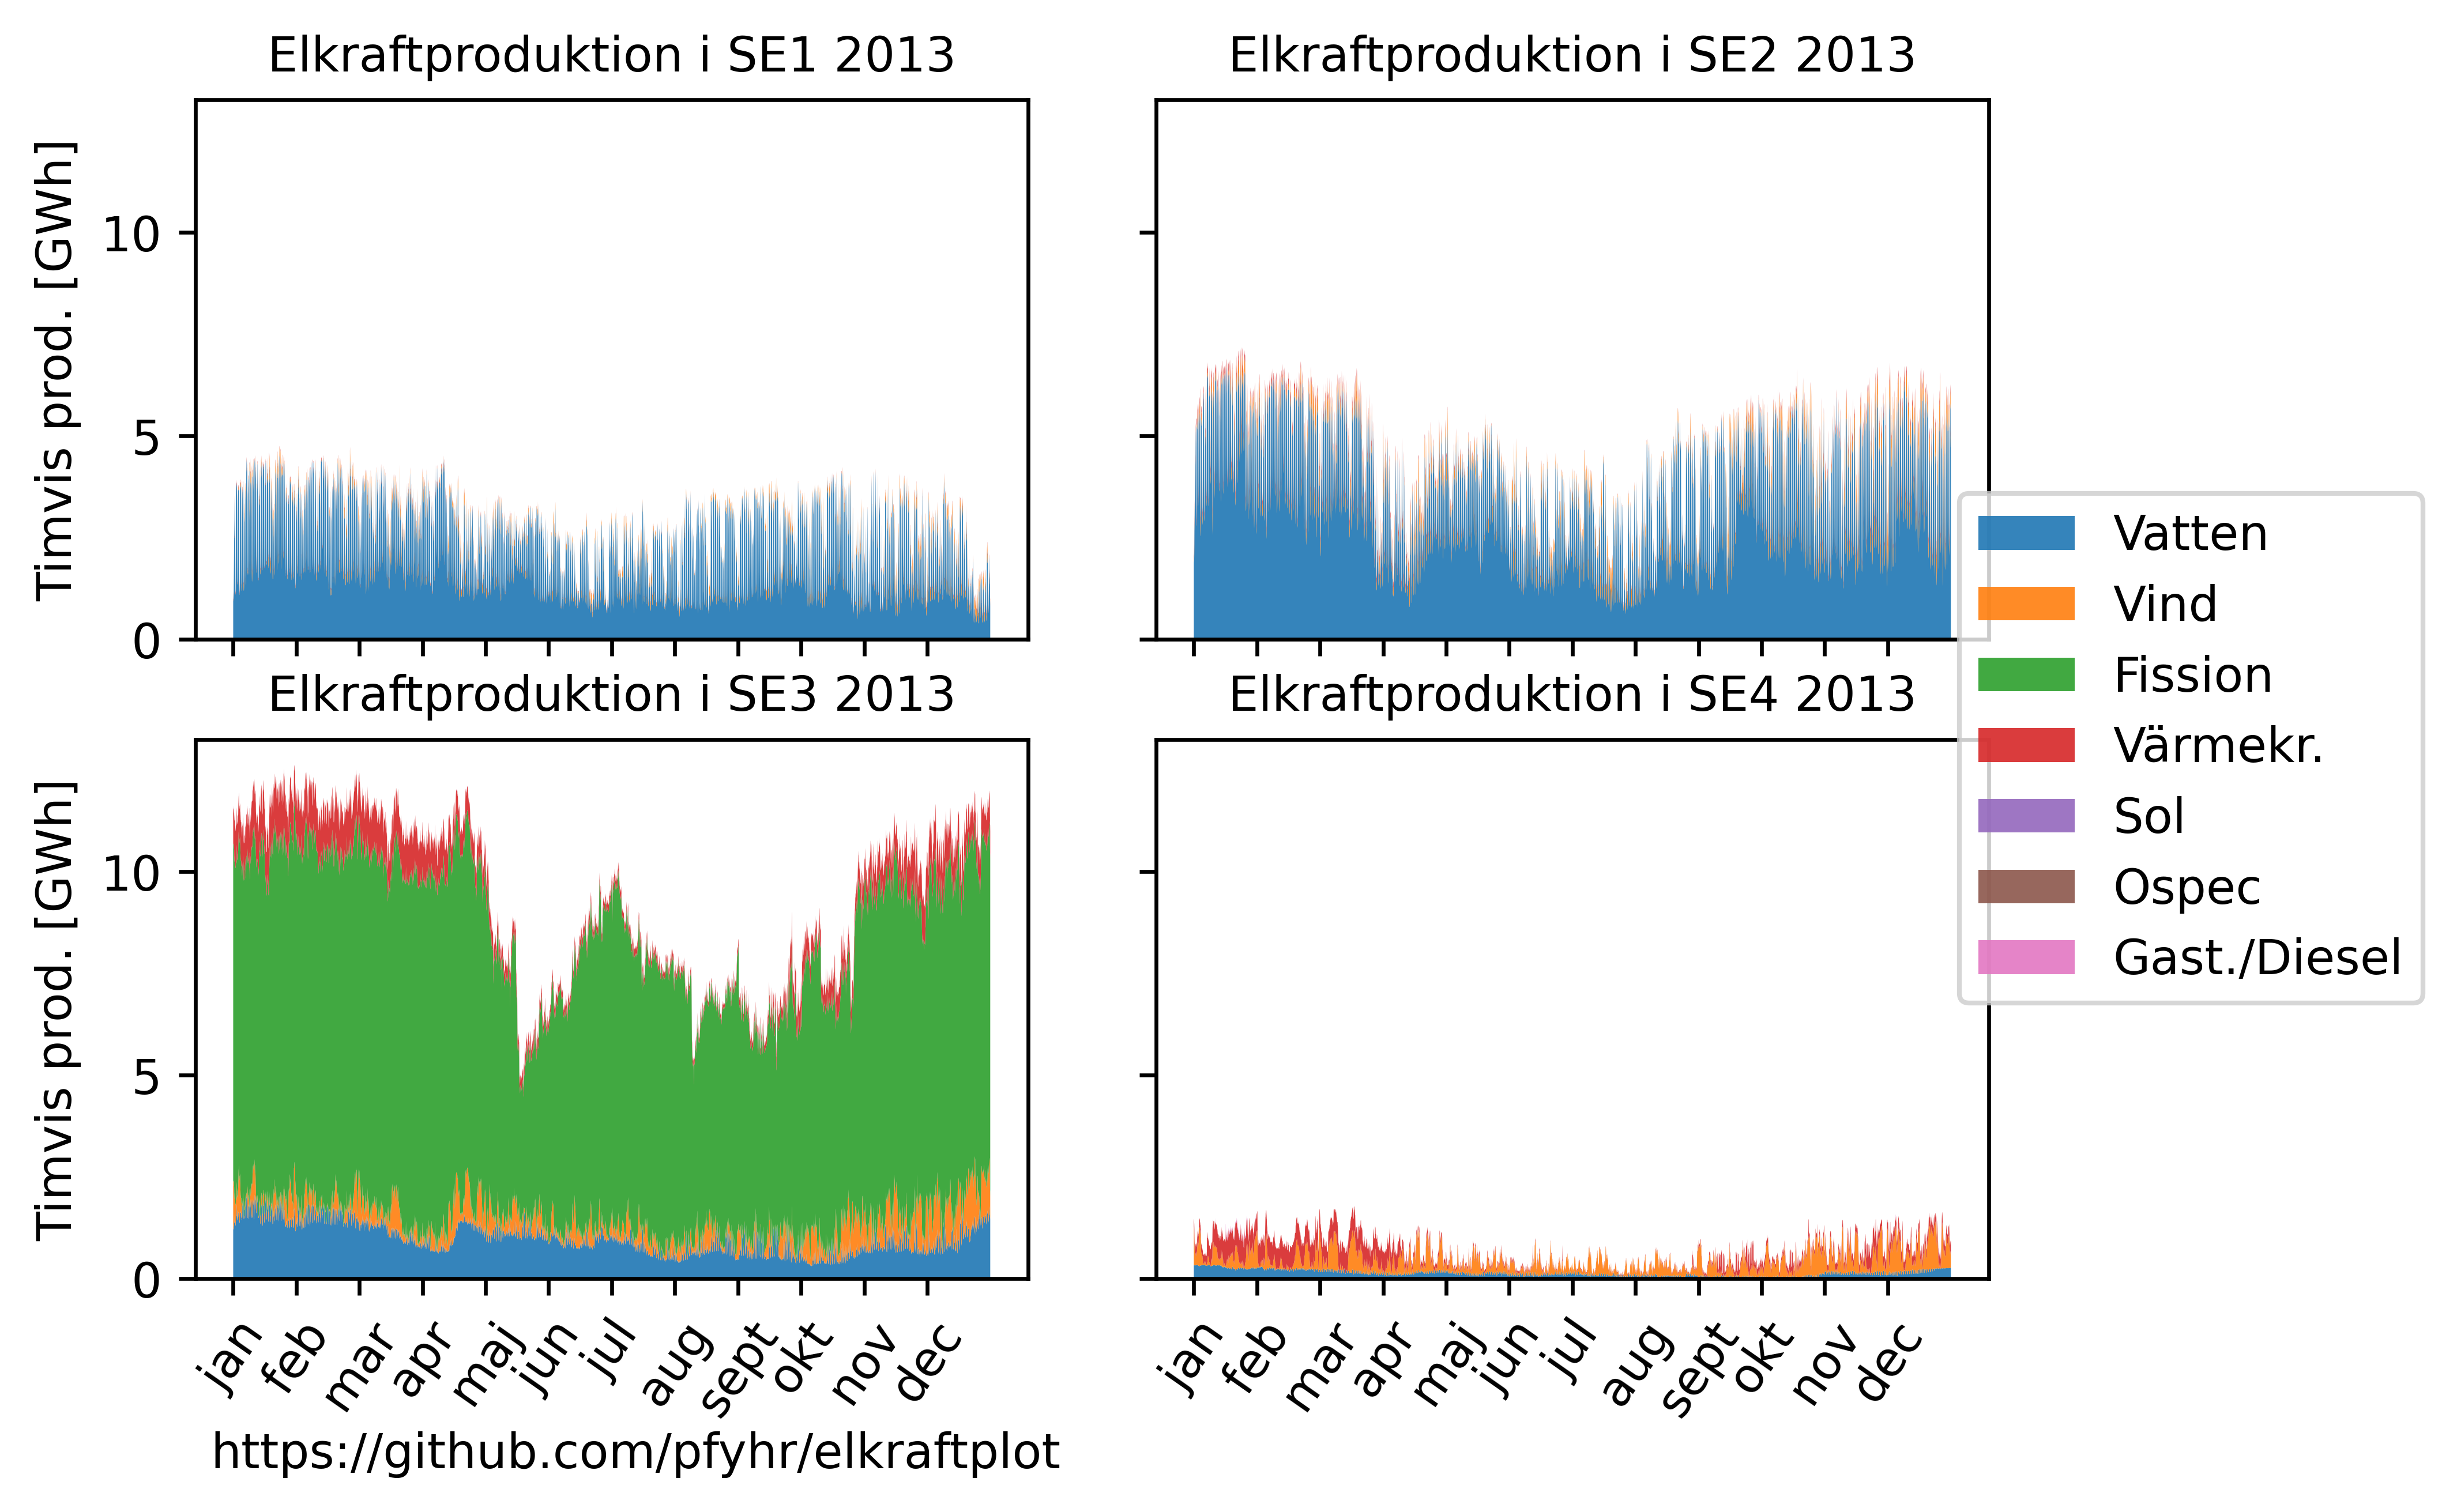 Elkraftproduktion i SE1 2013
Elkraftproduktion i SE2 2013
Timvis prod. [GWh]
10
5
0
Elkraftproduktion i SE3 2013
Elkraftproduktion i SE4 2013
Timvis prod. [GWh]
10
5
0
jan
feb
mar
apr
maj
jun
jul
aug
sept
okt
nov
dec
jan
feb
mar
apr
maj
jun
jul
aug
sept
okt
nov
dec
Vatten
Vind
Fission
Värmekr.
Sol
Ospec
Gast./Diesel
https://github.com/pfyhr/elkraftplot